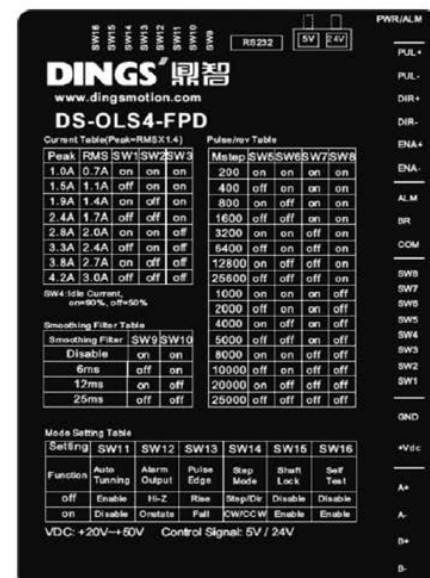 SW16 SW15 SW14 SW13 SW12 SW11 SW10 SW9
RS232
5V 24V
PWR/ALM
DINGS' 鼎智
www.dingsmotion.com
DS-OLS4-FPD
Current Table(Peak=RMSX1.4)
Peak RMS SW1 SW2 SW3
1.0A 0.7A on on on
1.5A 1.1A off on on
1.9A 1.4A on off on
2.4A 1.7A off off on
2.8A 2.0A on on off
3.3A 2.4A off on off
3.8A 2.7A on off off
4.2A 3.0A off off off
SW4:Idle Current,
on=90%, off=50%
Smoothing Filter Table
Smoothing Filter SW9 SW10
Disable on on
6ms off on
12ms on off
25ms off off
Pulse/rev Table
Mstep SW5 SW6 SW7 SW8
200 on on on on
400 off on on on
800 on off on on
1600 off off on on
3200 on on off on
6400 off on off on
12800 on off off on
25600 off off off on
1000 on on on off
2000 off on on off
4000 on off on off
5000 off off on off
8000 on on off off
10000 off on off off
20000 on off off off
25000 off off off off
Mode Setting Table
Setting SW11 SW12 SW13 SW14 SW15 SW16
Function Auto Tunning Alarm Output Pulse Edge Step Mode Shaft Lock Self Test
off Enable Hi-Z Rise Step/Dir Disable Disable
on Disable Onstate Fall CW/CCW Enable Enable
VDC: +20V~+50V Control Signal: 5V / 24V
PUL+
PUL-
DIR+
DIR-
ENA+
ENA-
ALM
BR
COM
SW8
SW7
SW6
SW5
SW4
SW3
SW2
SW1
GND
+Vdc
A+
A-
B+
B-